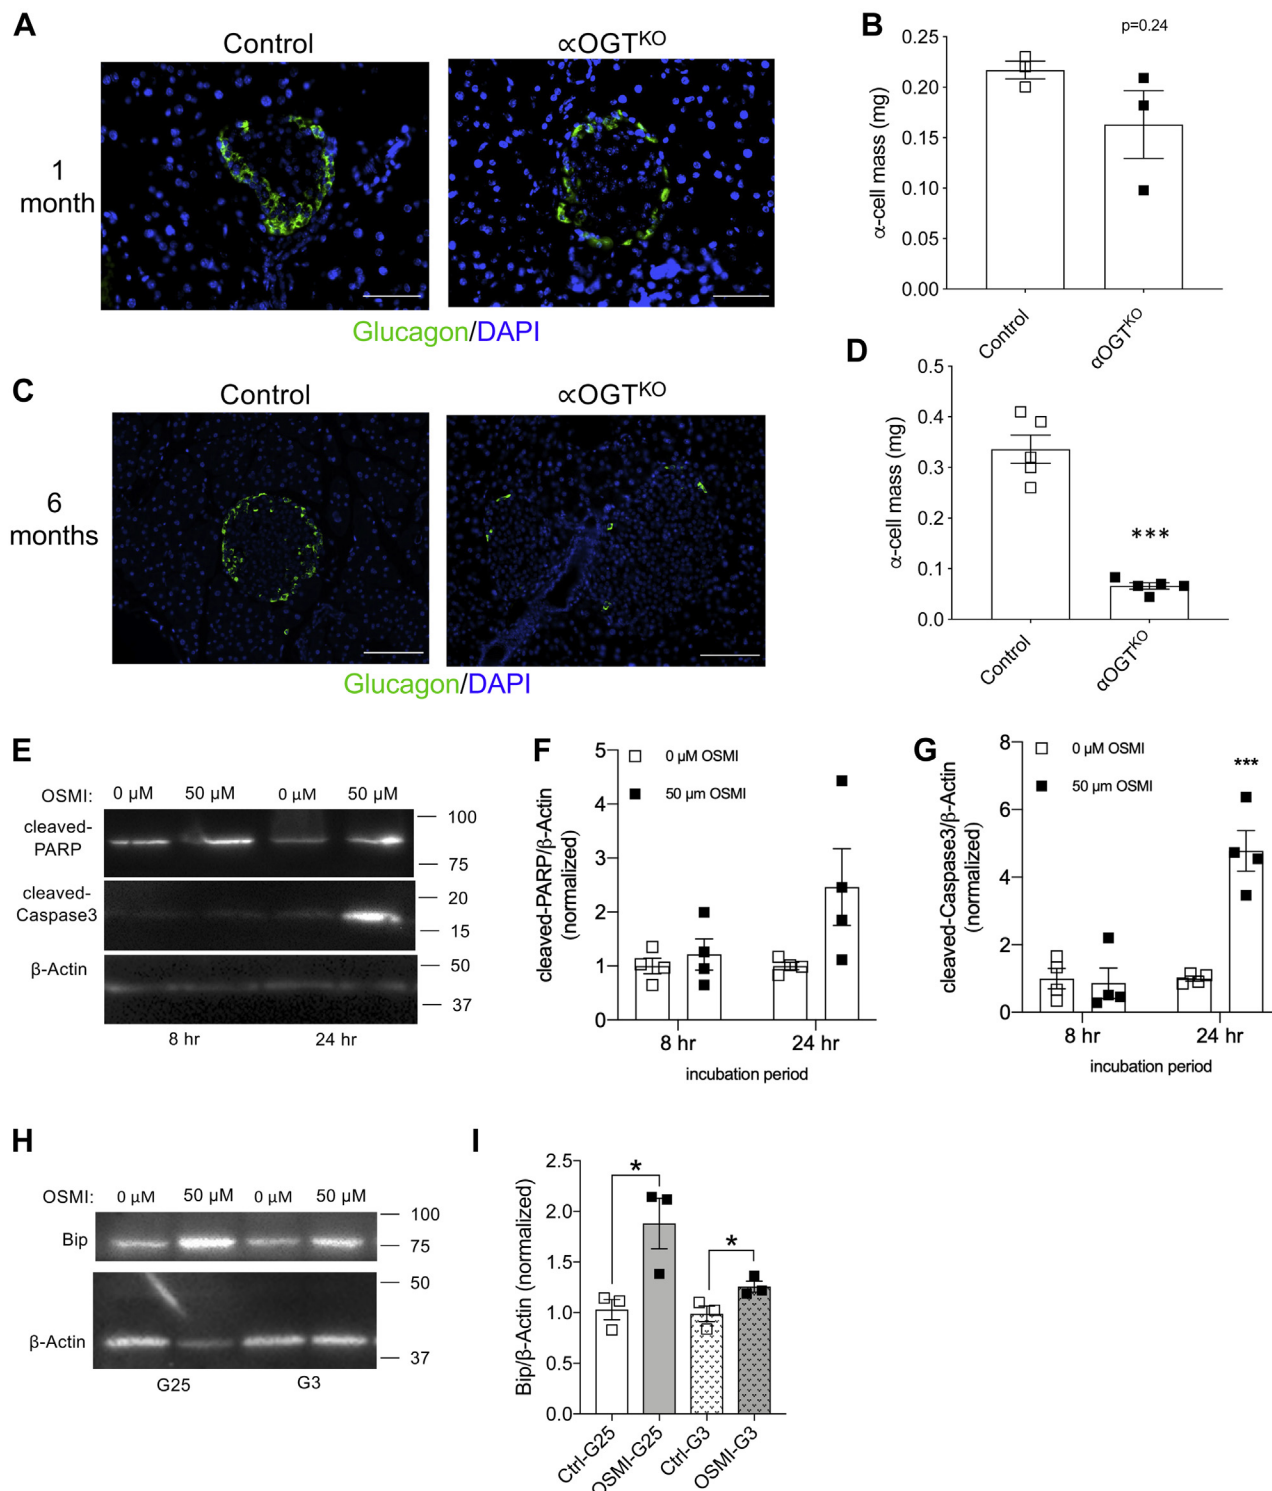 A
Control
∝OGTᴷᴼ
1
month
Glucagon/DAPI
B
p=0.24
α-cell mass (mg)
0.25
0.20
0.15
0.10
0.05
0.00
Control
αOGTᴷᴼ
C
Control
∝OGTᴷᴼ
6
months
Glucagon/DAPI
D
α-cell mass (mg)
0.5
0.4
0.3
0.2
0.1
0.0
***
Control
αOGTᴷᴼ
E
OSMI: 0 µM 50 µM 0 µM 50 µM
cleaved-
PARP
100
75
cleaved-
Caspase3
20
15
β-Actin
50
37
8 hr 24 hr
F
cleaved-PARP/β-Actin
(normalized)
5
4
3
2
1
0
0 µM OSMI
50 µm OSMI
8 hr 24 hr
incubation period
G
cleaved-Caspase3/β-Actin
(normalized)
8
6
4
2
0
0 µM OSMI
50 µm OSMI
***
8 hr 24 hr
incubation period
H
OSMI: 0 µM 50 µM 0 µM 50 µM
Bip
100
75
50
β-Actin
37
G25 G3
I
Bip/β-Actin (normalized)
2.5
2.0
1.5
1.0
0.5
0.0
*
*
Ctrl-G25
OSMI-G25
Ctrl-G3
OSMI-G3